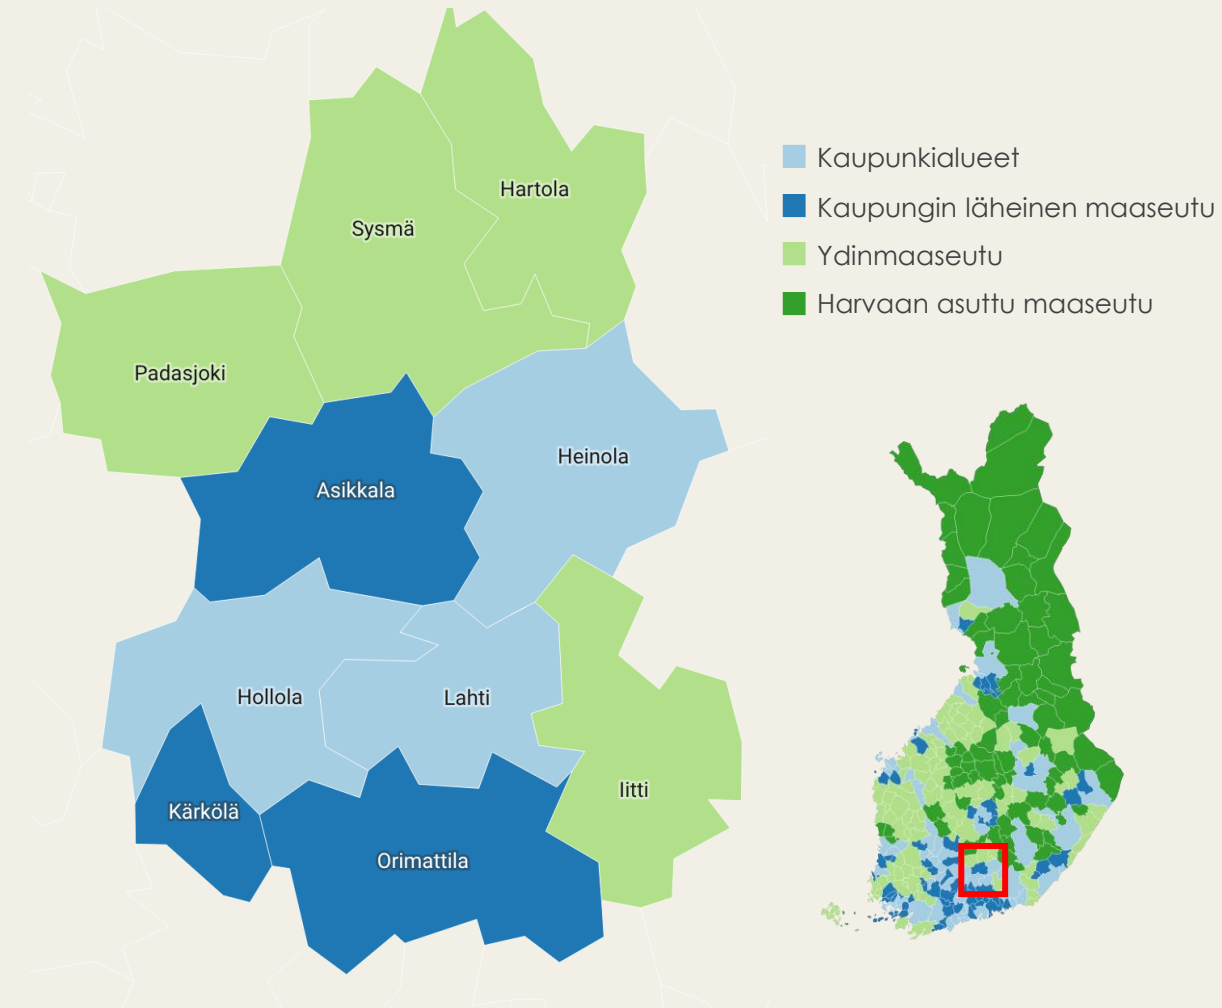 Hartola
Sysmä
Padasjoki
Heinola
Asikkala
Hollola
Lahti
Iitti
Kärkölä
Orimattila
Kaupunkialueet
Kaupungin läheinen maaseutu
Ydinmaaseutu
Harvaan asuttu maaseutu